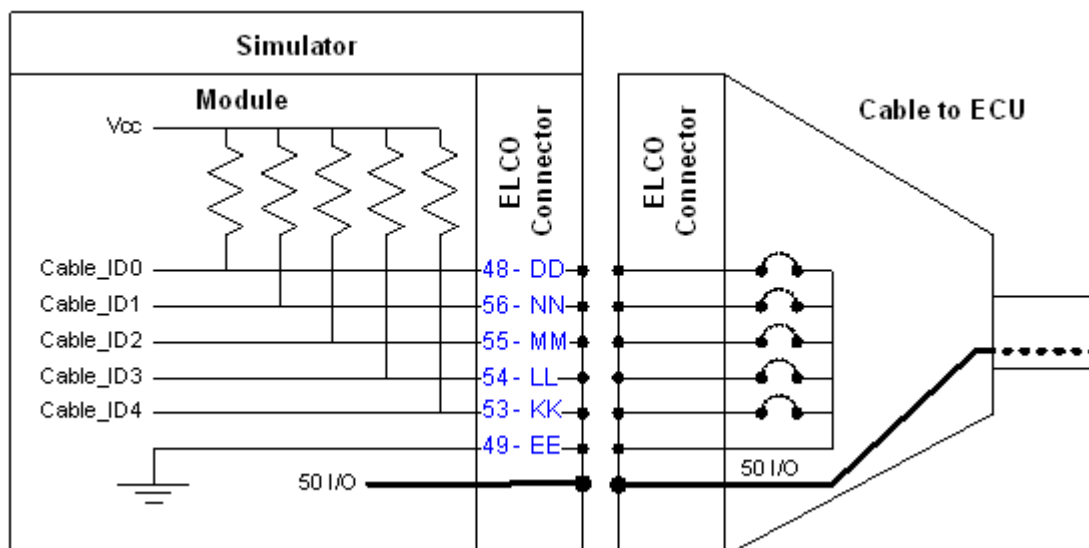 Simulator
Module
Vcc
ELCO
Connector
ELCO
Connector
Cable to ECU
Cable_ID0
48 - DD
Cable_ID1
56 - NN
Cable_ID2
55 - MM
Cable_ID3
54 - LL
Cable_ID4
53 - KK
49 - EE
50 I/O
50 I/O